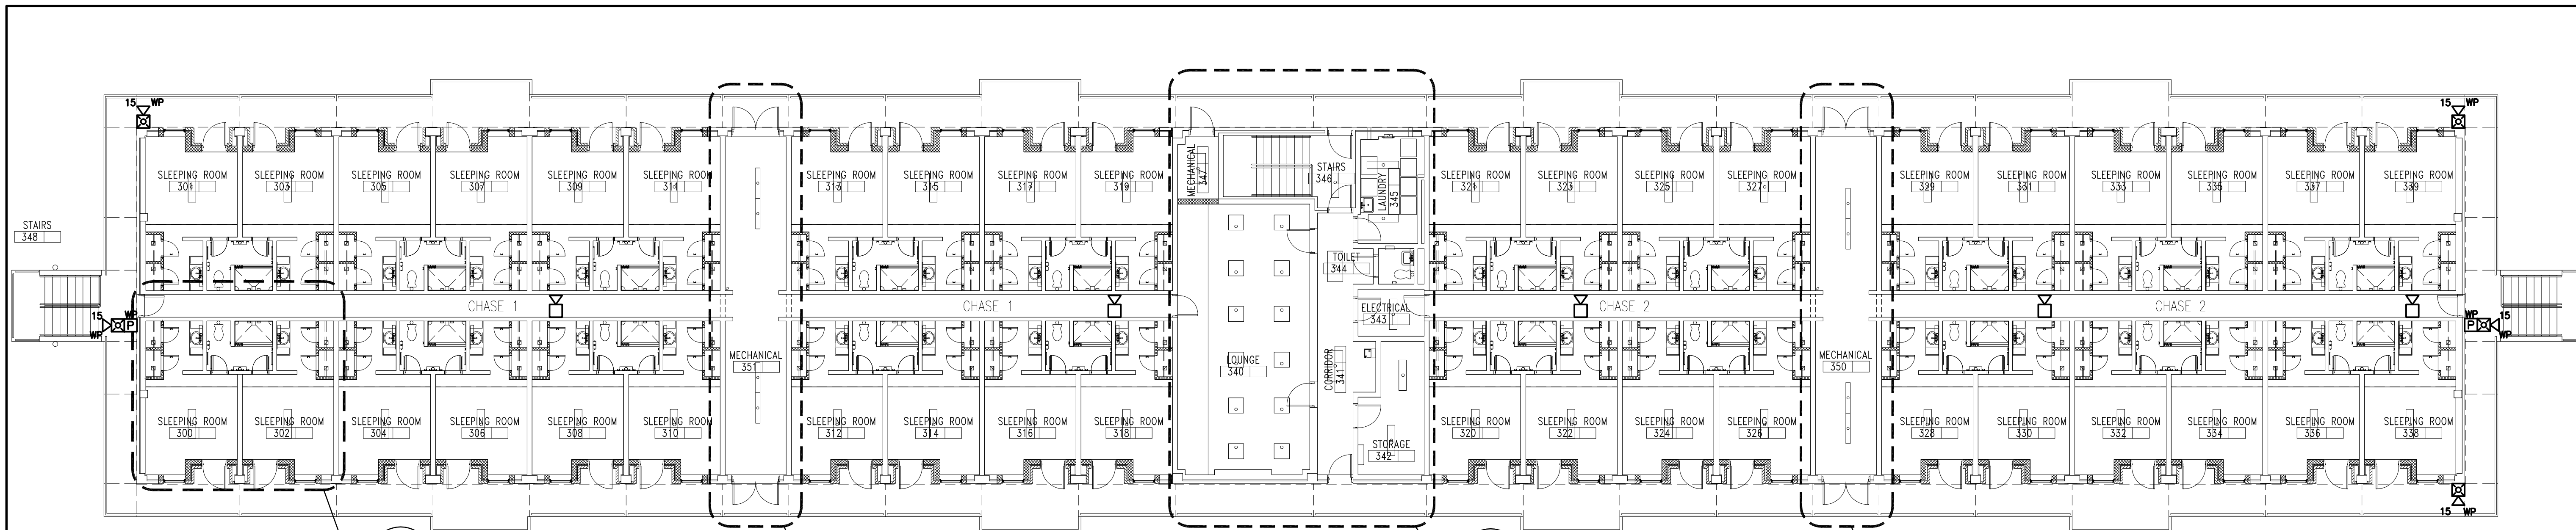 15 WP
15 WP
SLEEPING ROOM
301
SLEEPING ROOM
303
SLEEPING ROOM
305
SLEEPING ROOM
307
SLEEPING ROOM
309
SLEEPING ROOM
311
SLEEPING ROOM
313
SLEEPING ROOM
315
SLEEPING ROOM
317
SLEEPING ROOM
319
MECHANICAL
347
STAIRS
346
LAUNDRY
345
SLEEPING ROOM
321
SLEEPING ROOM
323
SLEEPING ROOM
325
SLEEPING ROOM
327
SLEEPING ROOM
329
SLEEPING ROOM
331
SLEEPING ROOM
333
SLEEPING ROOM
335
SLEEPING ROOM
337
SLEEPING ROOM
339
STAIRS
348
TOILET
344
CHASE 1
CHASE 1
ELECTRICAL
343
CHASE 2
CHASE 2
15 WP
P
WP
WP
P 15
WP
MECHANICAL
351
LOUNGE
340
CORRIDOR
341
MECHANICAL
350
SLEEPING ROOM
300
SLEEPING ROOM
302
SLEEPING ROOM
304
SLEEPING ROOM
306
SLEEPING ROOM
308
SLEEPING ROOM
310
SLEEPING ROOM
312
SLEEPING ROOM
314
SLEEPING ROOM
316
SLEEPING ROOM
318
STORAGE
342
SLEEPING ROOM
320
SLEEPING ROOM
322
SLEEPING ROOM
324
SLEEPING ROOM
326
SLEEPING ROOM
328
SLEEPING ROOM
330
SLEEPING ROOM
332
SLEEPING ROOM
334
SLEEPING ROOM
336
SLEEPING ROOM
338
15 WP